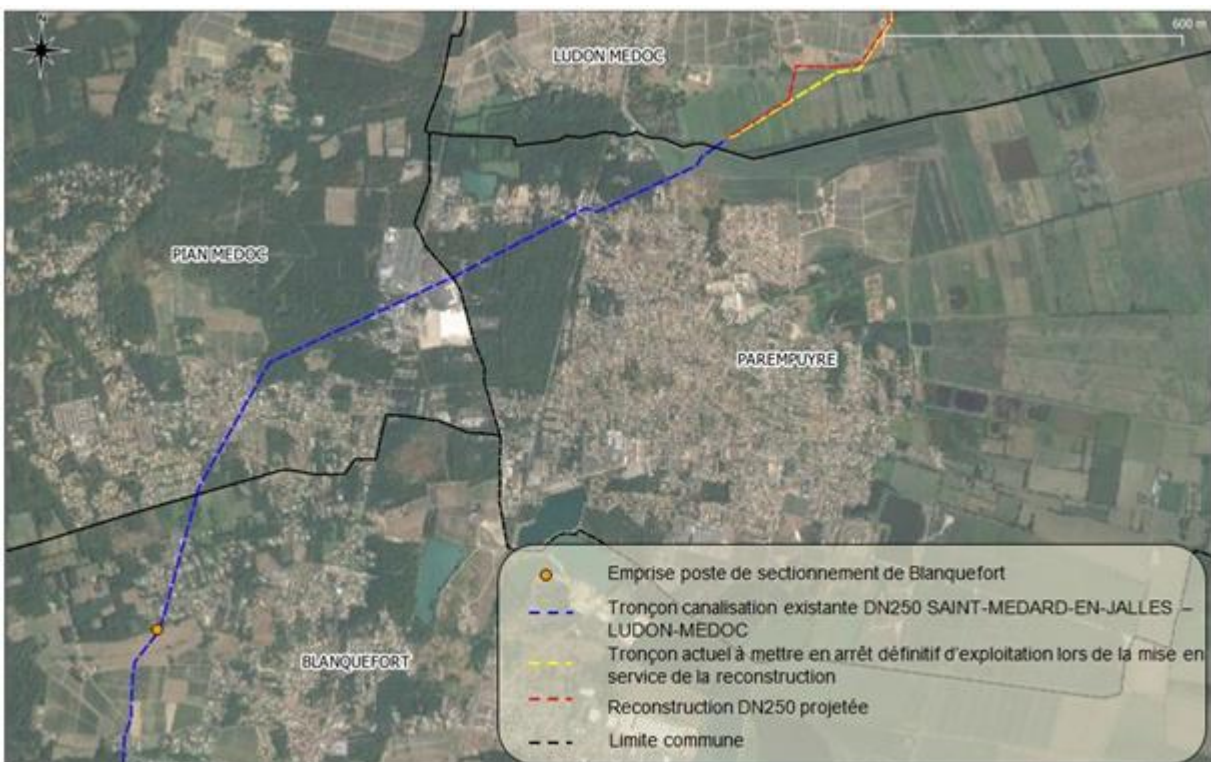 N
600 m
LUDON MEDOC
PIAN MEDOC
PAREMPUYRE
BLANQUEFORT
Emprise poste de sectionnement de Blanquefort
Tronçon canalisation existante DN250 SAINT-MEDARD-EN-JALLES –
LUDON-MEDOC
Tronçon actuel à mettre en arrêt définitif d'exploitation lors de la mise en
service de la reconstruction
Reconstruction DN250 projetée
Limite commune